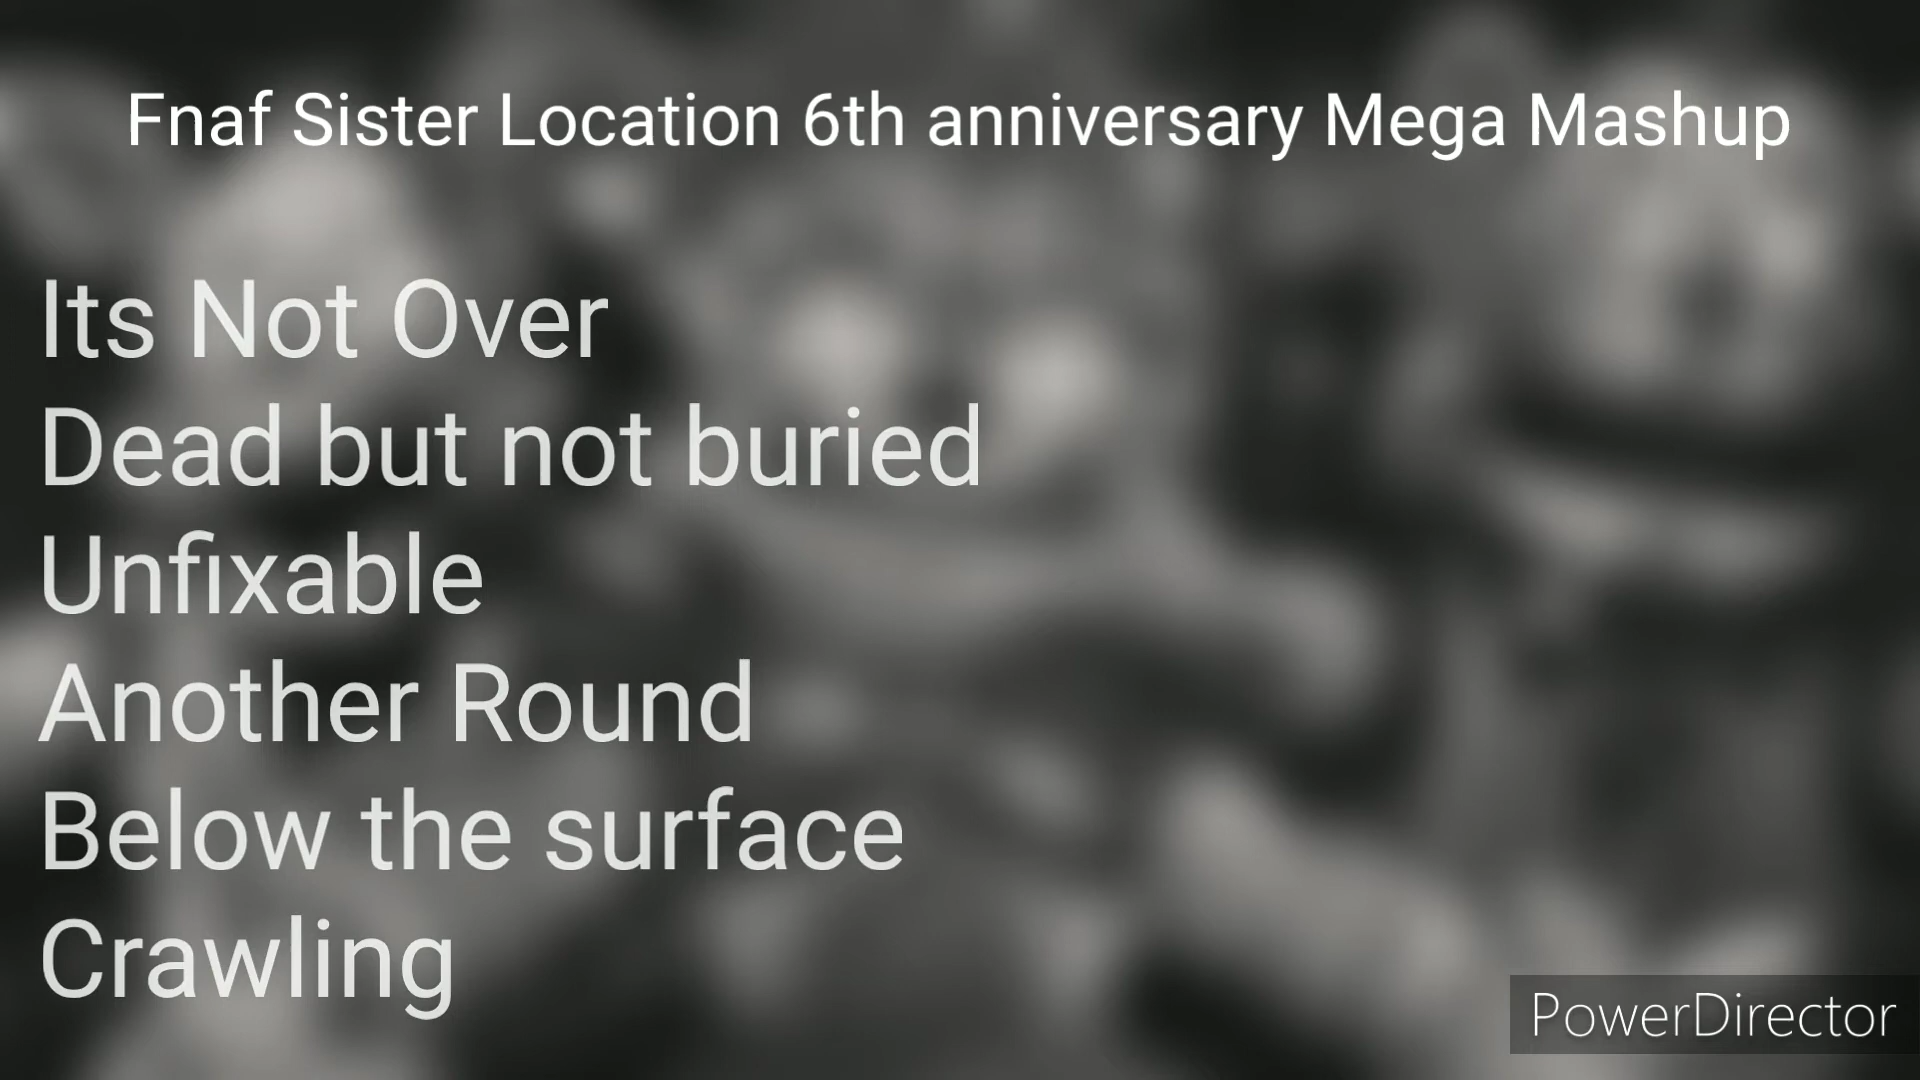 Fnaf Sister Location 6th anniversary Mega Mashup
Its Not Over
Dead but not buried
Unfixable
Another Round
Below the surface
Crawling
PowerDirector